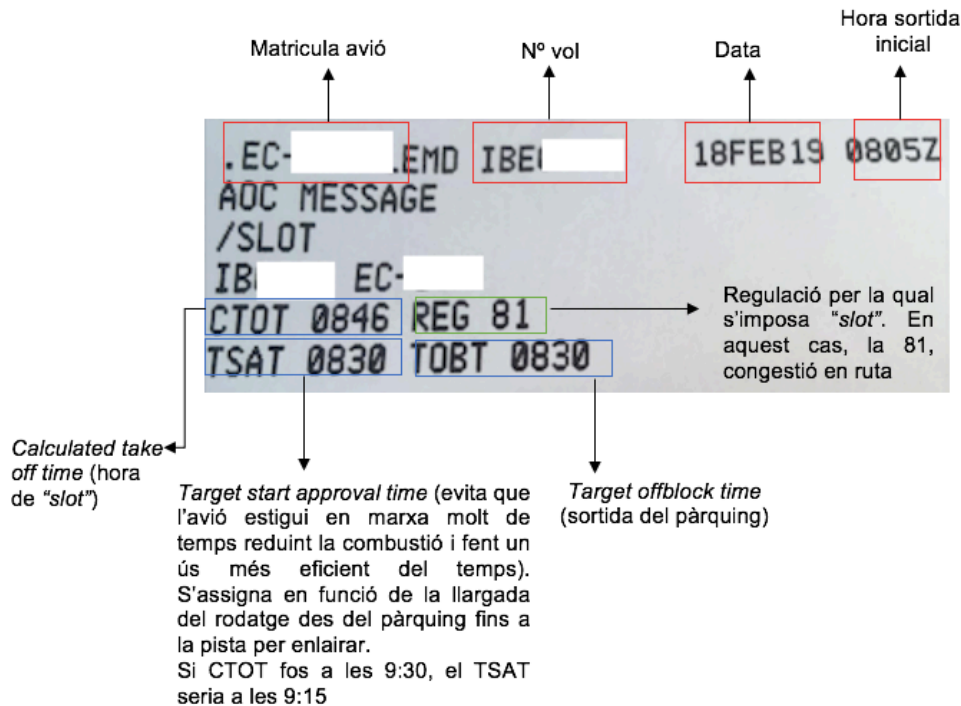 Hora sortida
inicial
Matricula avió
Nº vol
Data
.EC- .EMD IBE 18FEB19 0805Z
AOC MESSAGE
/SLOT
IB EC-
CTOT 0846 REG 81
TSAT 0830 TOBT 0830
Regulació per la qual
s'imposa "slot". En
aquest cas, la 81,
congestió en ruta
Calculated take
off time (hora
de "slot")
Target start approval time (evita que
l'avió estigui en marxa molt de
temps reduint la combustió i fent un
ús més eficient del temps).
S'assigna en funció de la llargada
del rodatge des del pàrquing fins a
la pista per enlairar.
Si CTOT fos a les 9:30, el TSAT
seria a les 9:15
Target offblock time
(sortida del pàrquing)